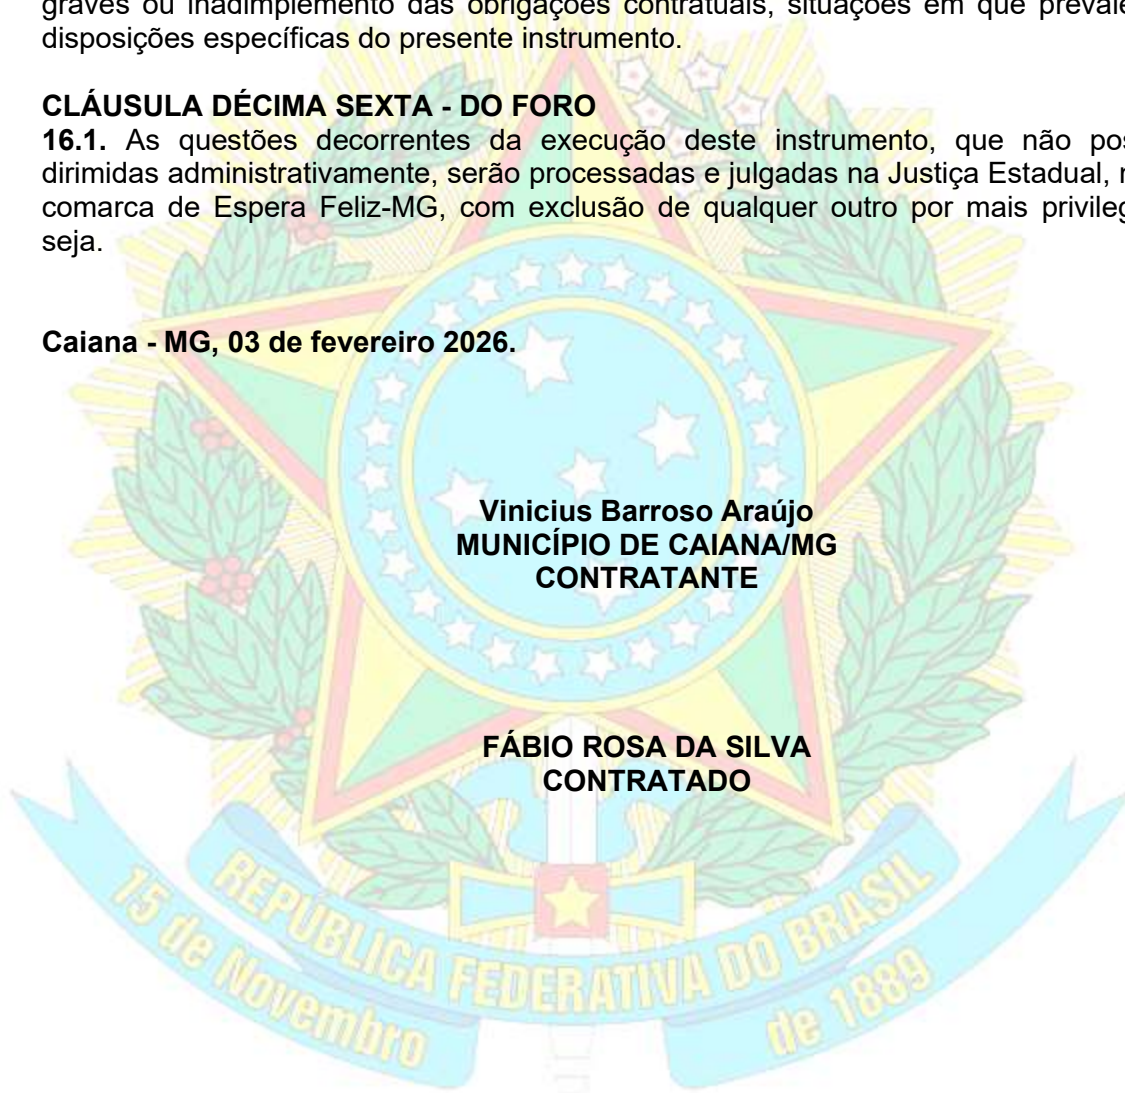 graves ou inadimplemento das obrigações contratuais, situações em que prevale
disposições específicas do presente instrumento.
CLÁUSULA DÉCIMA SEXTA - DO FORO
16.1. As questões decorrentes da execução deste instrumento, que não pos
dirimidas administrativamente, serão processadas e julgadas na Justiça Estadual, n
comarca de Espera Feliz-MG, com exclusão de qualquer outro por mais privileg
seja.
Caiana - MG, 03 de fevereiro 2026.
Vinicius Barroso Araújo
MUNICÍPIO DE CAIANA/MG
CONTRATANTE
FÁBIO ROSA DA SILVA
CONTRATADO
REPÚBLICA FEDERATIVA DO BRASIL
15 de Novembro de 1889